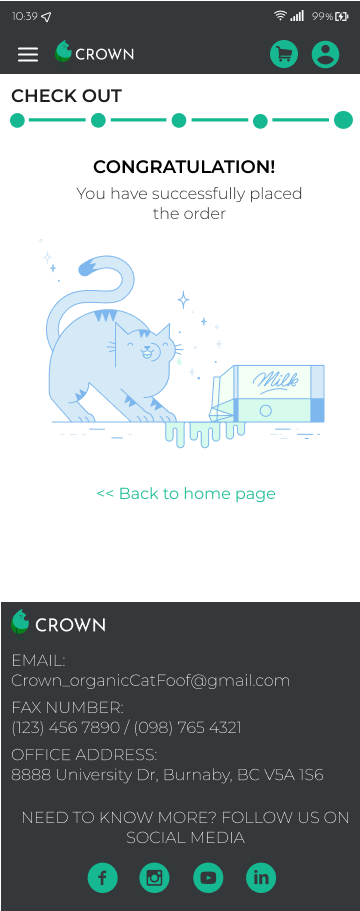 10:39
99%
CROWN
CHECK OUT
CONGRATULATION!
You have successfully placed
the order
Milk
<< Back to home page
CROWN
EMAIL:
Crown_organicCatFoof@gmail.com
FAX NUMBER:
(123) 456 7890 / (098) 765 4321
OFFICE ADDRESS:
8888 University Dr, Burnaby, BC V5A 1S6
NEED TO KNOW MORE? FOLLOW US ON
SOCIAL MEDIA